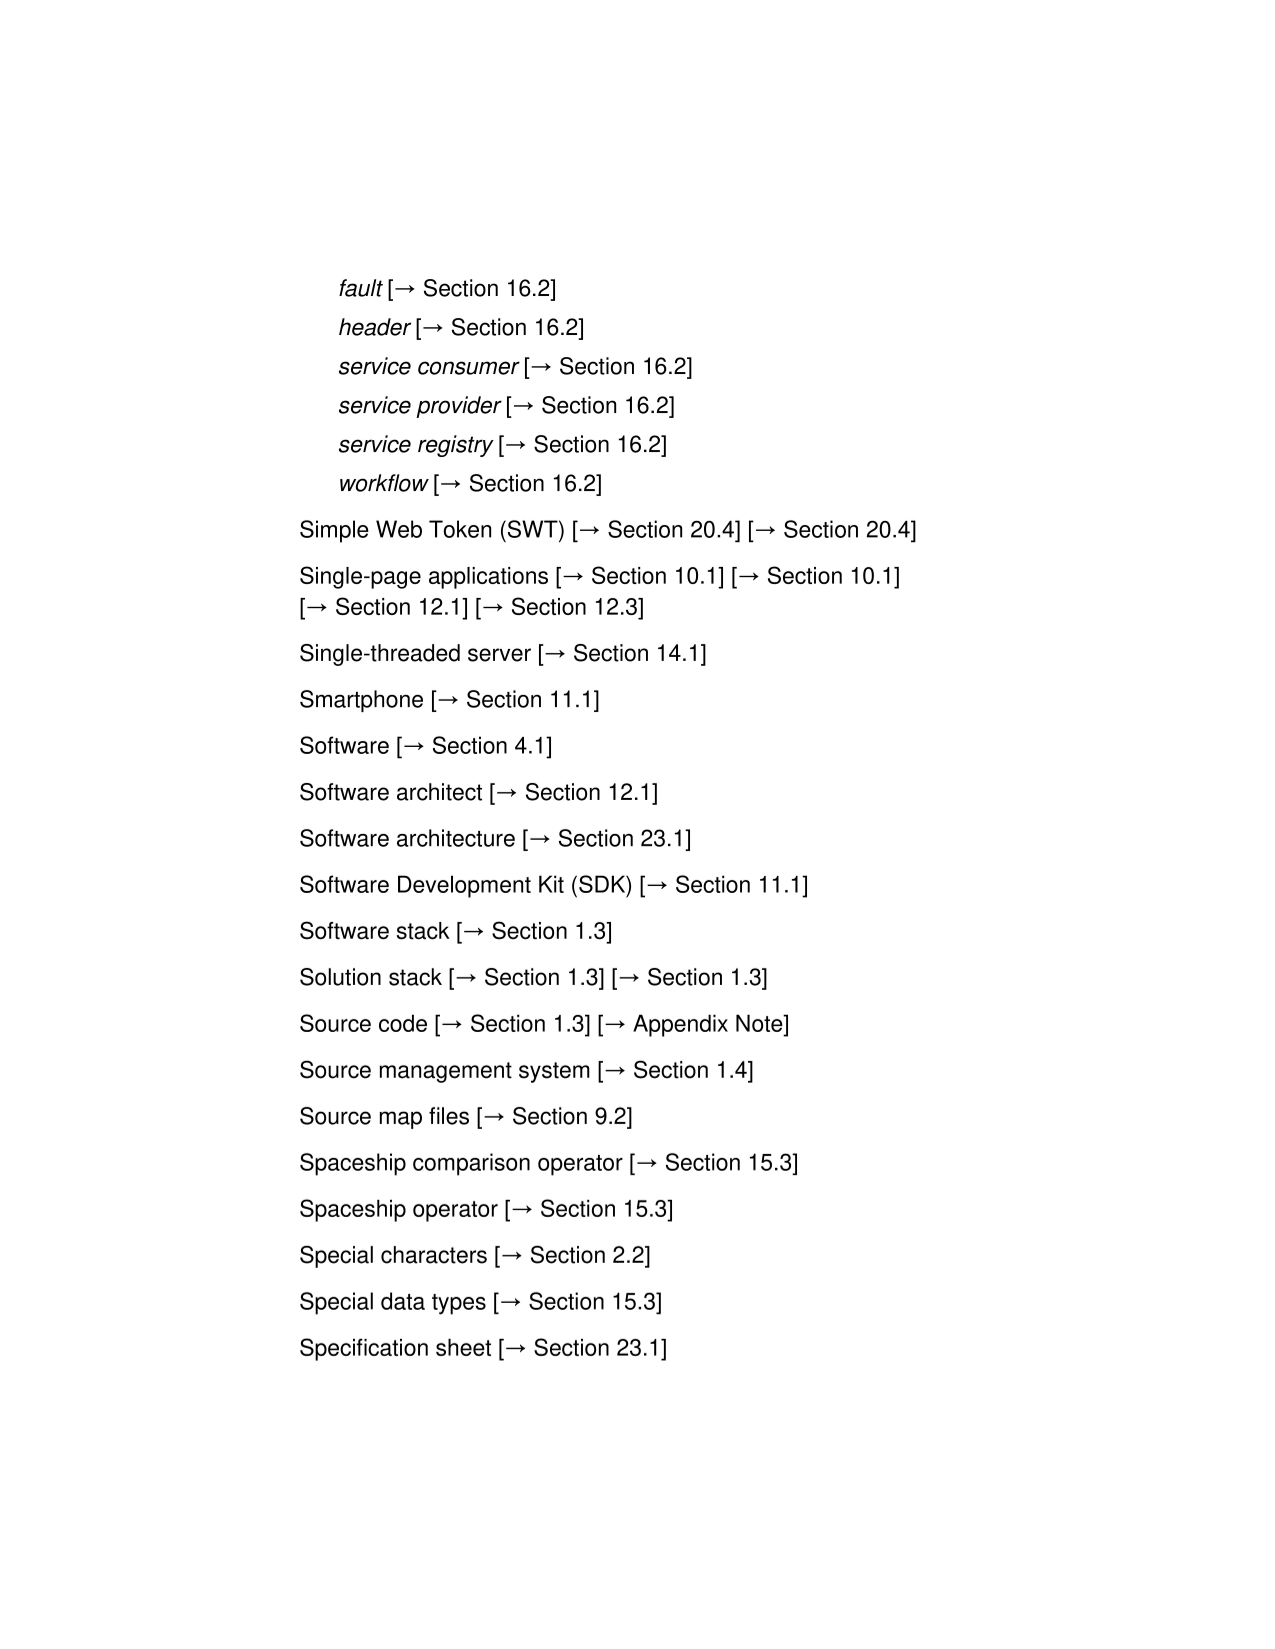 fault [→ Section 16.2]
header [→ Section 16.2]
service consumer [→ Section 16.2]
service provider [→ Section 16.2]
service registry [→ Section 16.2]
workflow [→ Section 16.2]
Simple Web Token (SWT) [→ Section 20.4] [→ Section 20.4]
Single-page applications [→ Section 10.1] [→ Section 10.1]
[→ Section 12.1] [→ Section 12.3]
Single-threaded server [→ Section 14.1]
Smartphone [→ Section 11.1]
Software [→ Section 4.1]
Software architect [→ Section 12.1]
Software architecture [→ Section 23.1]
Software Development Kit (SDK) [→ Section 11.1]
Software stack [→ Section 1.3]
Solution stack [→ Section 1.3] [→ Section 1.3]
Source code [→ Section 1.3] [→ Appendix Note]
Source management system [→ Section 1.4]
Source map files [→ Section 9.2]
Spaceship comparison operator [→ Section 15.3]
Spaceship operator [→ Section 15.3]
Special characters [→ Section 2.2]
Special data types [→ Section 15.3]
Specification sheet [→ Section 23.1]